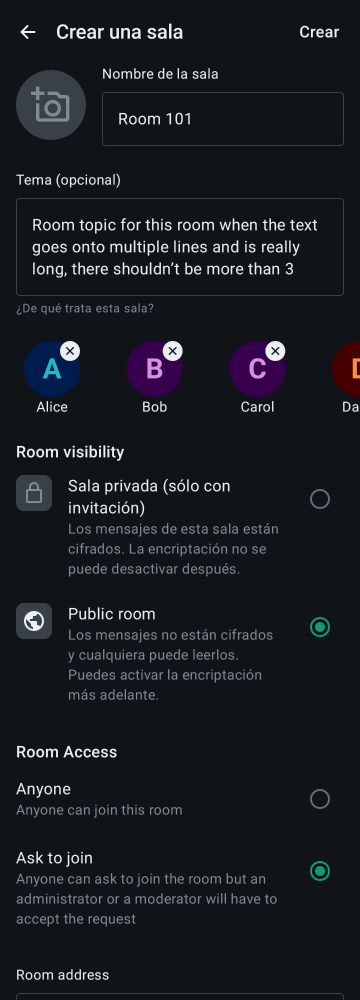 Crear una sala
Crear
Nombre de la sala
Room 101
Tema (opcional)
Room topic for this room when the text
goes onto multiple lines and is really
long, there shouldn’t be more than 3
¿De qué trata esta sala?
A
B
C
D
Alice
Bob
Carol
Da
Room visibility
Sala privada (sólo con
invitación)
Los mensajes de esta sala están
cifrados. La encriptación no se
puede desactivar después.
Public room
Los mensajes no están cifrados
y cualquiera puede leerlos.
Puedes activar la encriptación
más adelante.
Room Access
Anyone
Anyone can join this room
Ask to join
Anyone can ask to join the room but an
administrator or a moderator will have to
accept the request
Room address